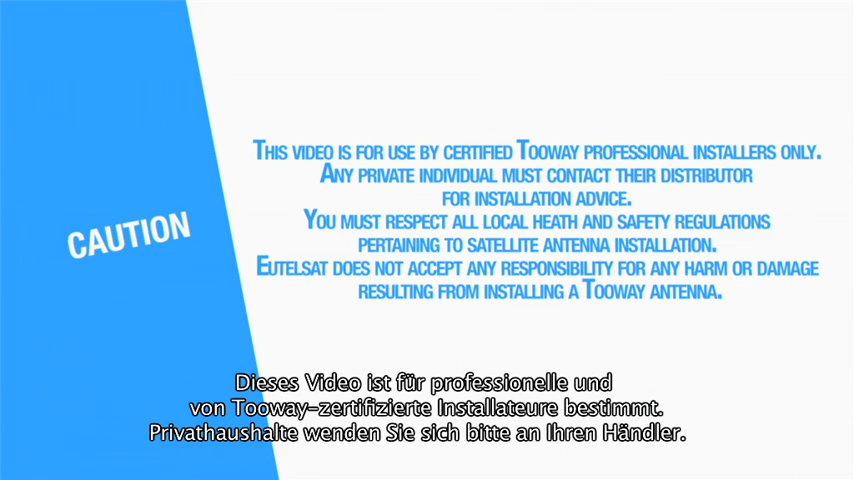 CAUTION
THIS VIDEO IS FOR USE BY CERTIFIED TOOWAY PROFESSIONAL INSTALLERS ONLY.
ANY PRIVATE INDIVIDUAL MUST CONTACT THEIR DISTRIBUTOR
FOR INSTALLATION ADVICE.
YOU MUST RESPECT ALL LOCAL HEATH AND SAFETY REGULATIONS
PERTAINING TO SATELLITE ANTENNA INSTALLATION.
EUTELSAT DOES NOT ACCEPT ANY RESPONSIBILITY FOR ANY HARM OR DAMAGE
RESULTING FROM INSTALLING A TOOWAY ANTENNA.
Dieses Video ist für professionelle und
von Tooway-zertifizierte Installateure bestimmt.
Privathaushalte wenden Sie sich bitte an Ihren Händler.